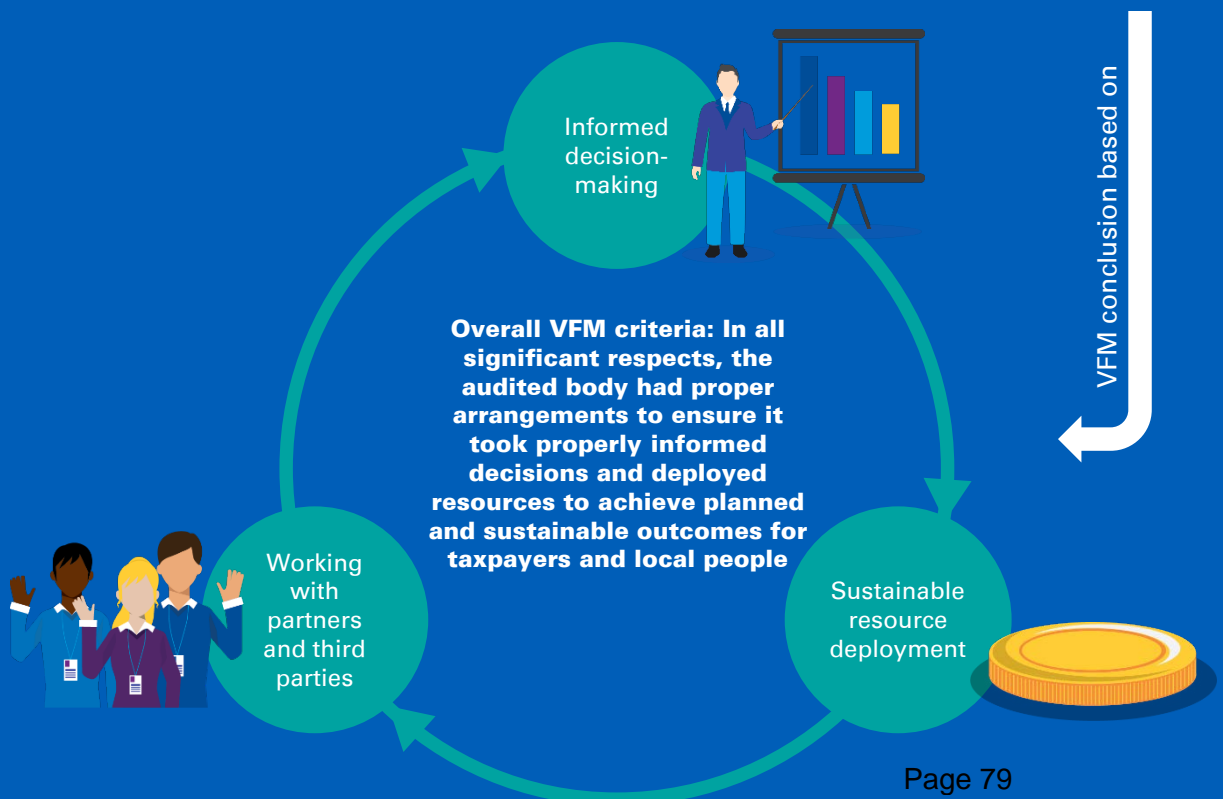 Informed
decision-
making
VFM conclusion based on
Overall VFM criteria: In all
significant respects, the
audited body had proper
arrangements to ensure it
took properly informed
decisions and deployed
resources to achieve planned
and sustainable outcomes for
taxpayers and local people
Working
with
partners
and third
parties
Sustainable
resource
deployment
Page 79